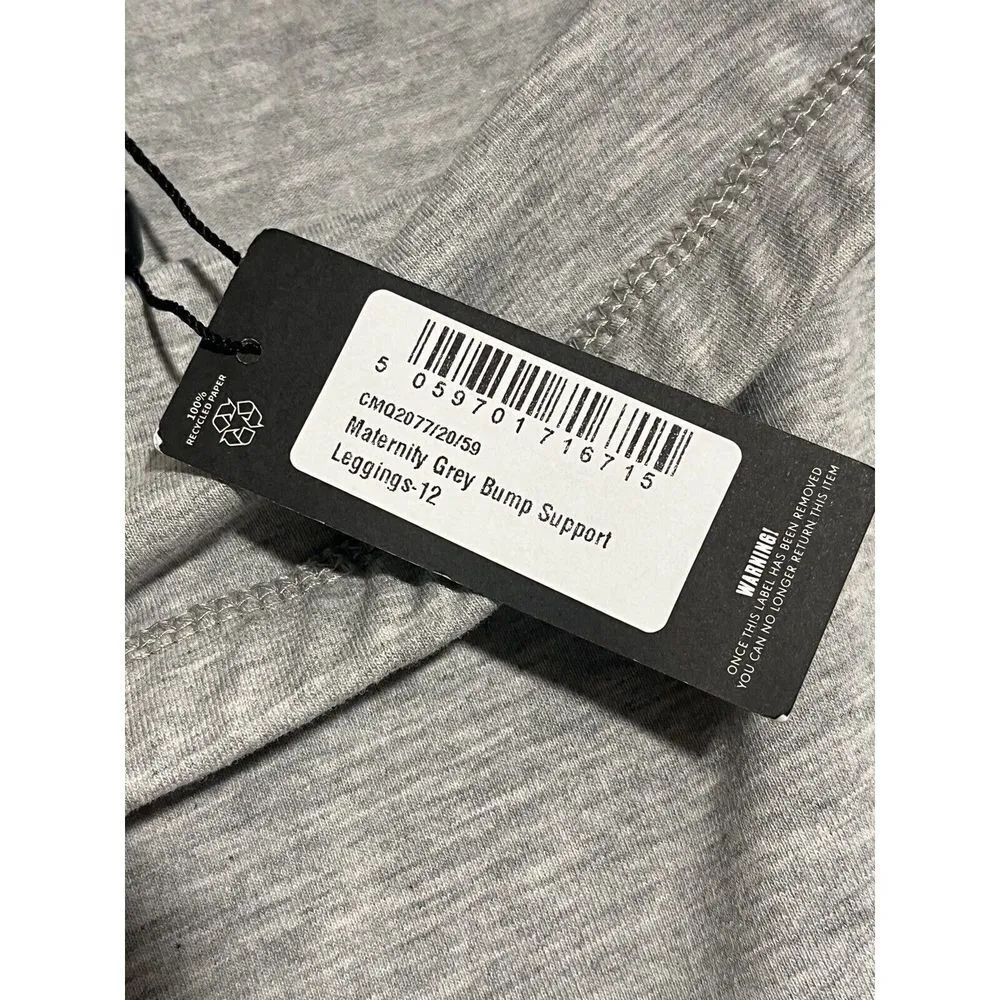 100%
RECYCLED PAPER
5 059701 716715
CMQ2077/20/59
Maternity Grey Bump Support
Leggings-12
WARNING!
ONCE THIS LABEL HAS BEEN REMOVED
YOU CAN NO LONGER RETURN THIS ITEM